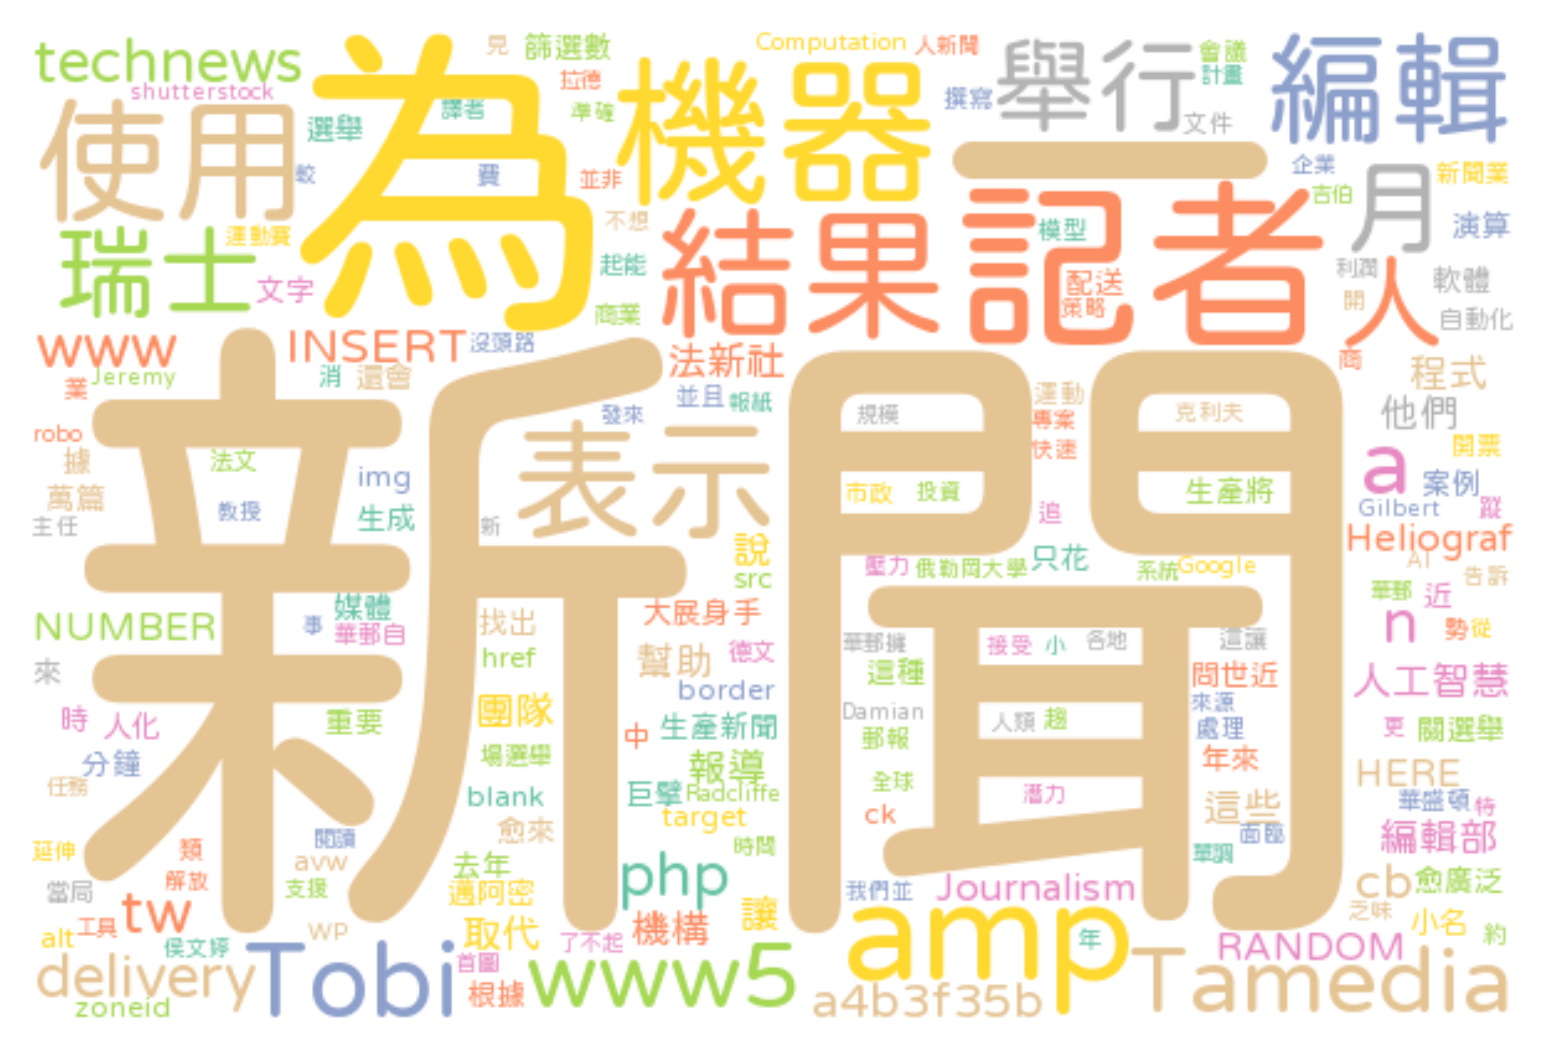 technews
shutterstock
使用
瑞士
運動賽
文字
選舉
較
為
譯者
費
見
篩選數
拉德
準確
並非
不想
起能
商業
機器
Computation
人新聞
撰寫
舉行
會議
計畫
文件
一
編輯
企業
吉伯
新聞業
月
演算
結果
記者
模型
配送
策略
利潤
開
人
軟體
自動化
商
www
業
Jeremy
INSERT
沒頭路
消
還會
法新社
並且
報紙
發來
新聞
robo
據
萬篇
主任
法文
教授
img
生成
新
表示
說
src
規模
運動
專案
快速
克利夫
市政
投資
追
生產將
壓力
俄勒岡大學
只花
系統
Google
程式
他們
a
開票
案例
Gilbert
蹤
Heliograf
AI
告訴
華郵
近
n
勢
從
NUMBER
來
事
媒體
華郵自
找出
href
大展身手
幫助
德文
border
華郵擁
這種
接受
小
各地
這讓
問世近
來源
人工智慧
時
人化
分鐘
任務
重要
團隊
場選舉
中
生產新聞
報導
Damian
郵報
人類
趨
處理
年來
更
關選舉
HERE
blank
愈來
巨擘
Radcliffe
target
時間
全球
ck
潛力
這些
面臨
單調
華盛頓
特
編輯部
延伸
類
解放
當局
閱讀
avw
支援
去年
邁阿密
取代
php
機構
讓
我們並
Journalism
cb
愈廣泛
乏味
小名
約
tw
工具
alt
侯文婷
WP
了不起
首圖
根據
amp
年
RANDOM
delivery
zoneid
Tobi
www5
a4b3f35b
Tamedia